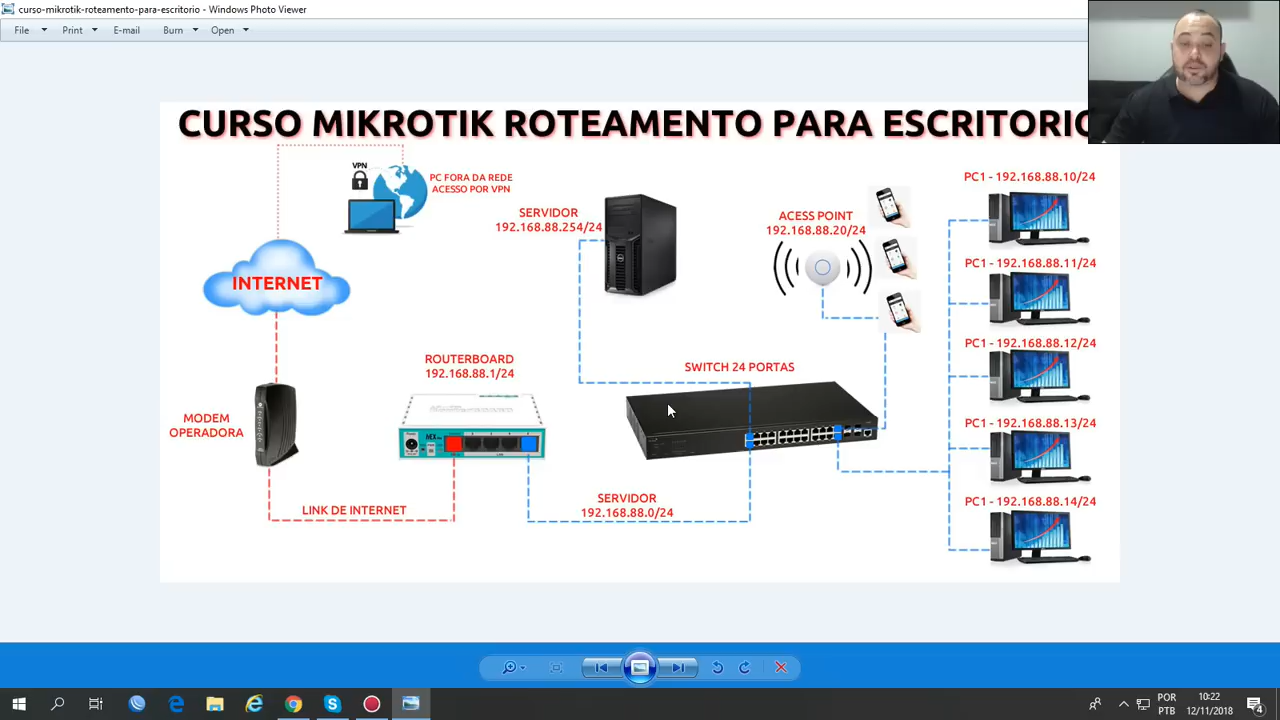 curso-mikrotik-roteamento-para-escritorio - Windows Photo Viewer
File Print E-mail Burn Open
CURSO MIKROTIK ROTEAMENTO PARA ESCRITORIO
VPN
PC FORA DA REDE
ACESSO POR VPN
SERVIDOR
192.168.88.254/24
ACESS POINT
192.168.88.20/24
PC1 - 192.168.88.10/24
INTERNET
PC1 - 192.168.88.11/24
ROUTERBOARD
192.168.88.1/24
SWITCH 24 PORTAS
PC1 - 192.168.88.12/24
MODEM
OPERADORA
PC1 - 192.168.88.13/24
LINK DE INTERNET
SERVIDOR
192.168.88.0/24
PC1 - 192.168.88.14/24
POR
PTB
10:22
12/11/2018
4